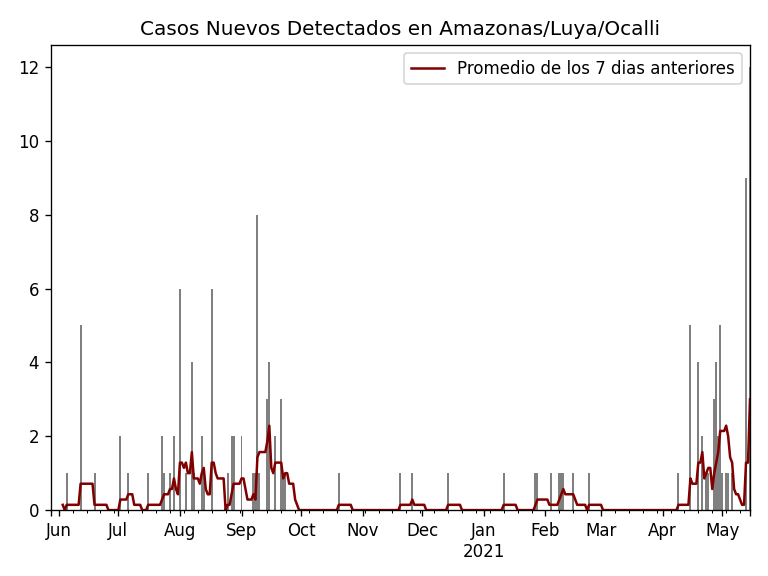 Casos Nuevos Detectados en Amazonas/Luya/Ocalli
Promedio de los 7 dias anteriores
12
10
8
6
4
2
0
Jun Jul Aug Sep Oct Nov Dec Jan Feb Mar Apr May
2021